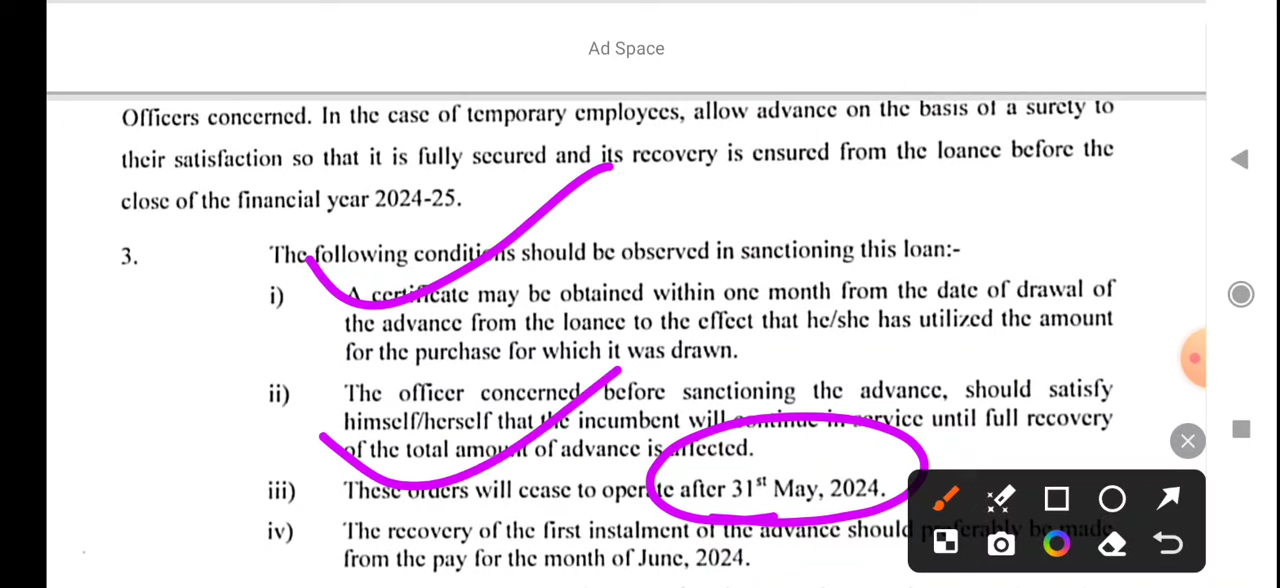 Ad Space
Officers concerned. In the case of temporary employees, allow advance on the basis of a surety to
their satisfaction so that it is fully secured and its recovery is ensured from the loanee before the
close of the financial year 2024-25.
3. The following conditions should be observed in sanctioning this loan:-
i) A certificate may be obtained within one month from the date of drawal of
the advance from the loanee to the effect that he/she has utilized the amount
for the purchase for which it was drawn.
ii) The officer concerned before sanctioning the advance, should satisfy
himself/herself that the incumbent will continue in service until full recovery
of the total amount of advance is affected.
iii) These orders will cease to operate after 31st May, 2024.
iv) The recovery of the first instalment of the advance should preferably be made
from the pay for the month of June, 2024.